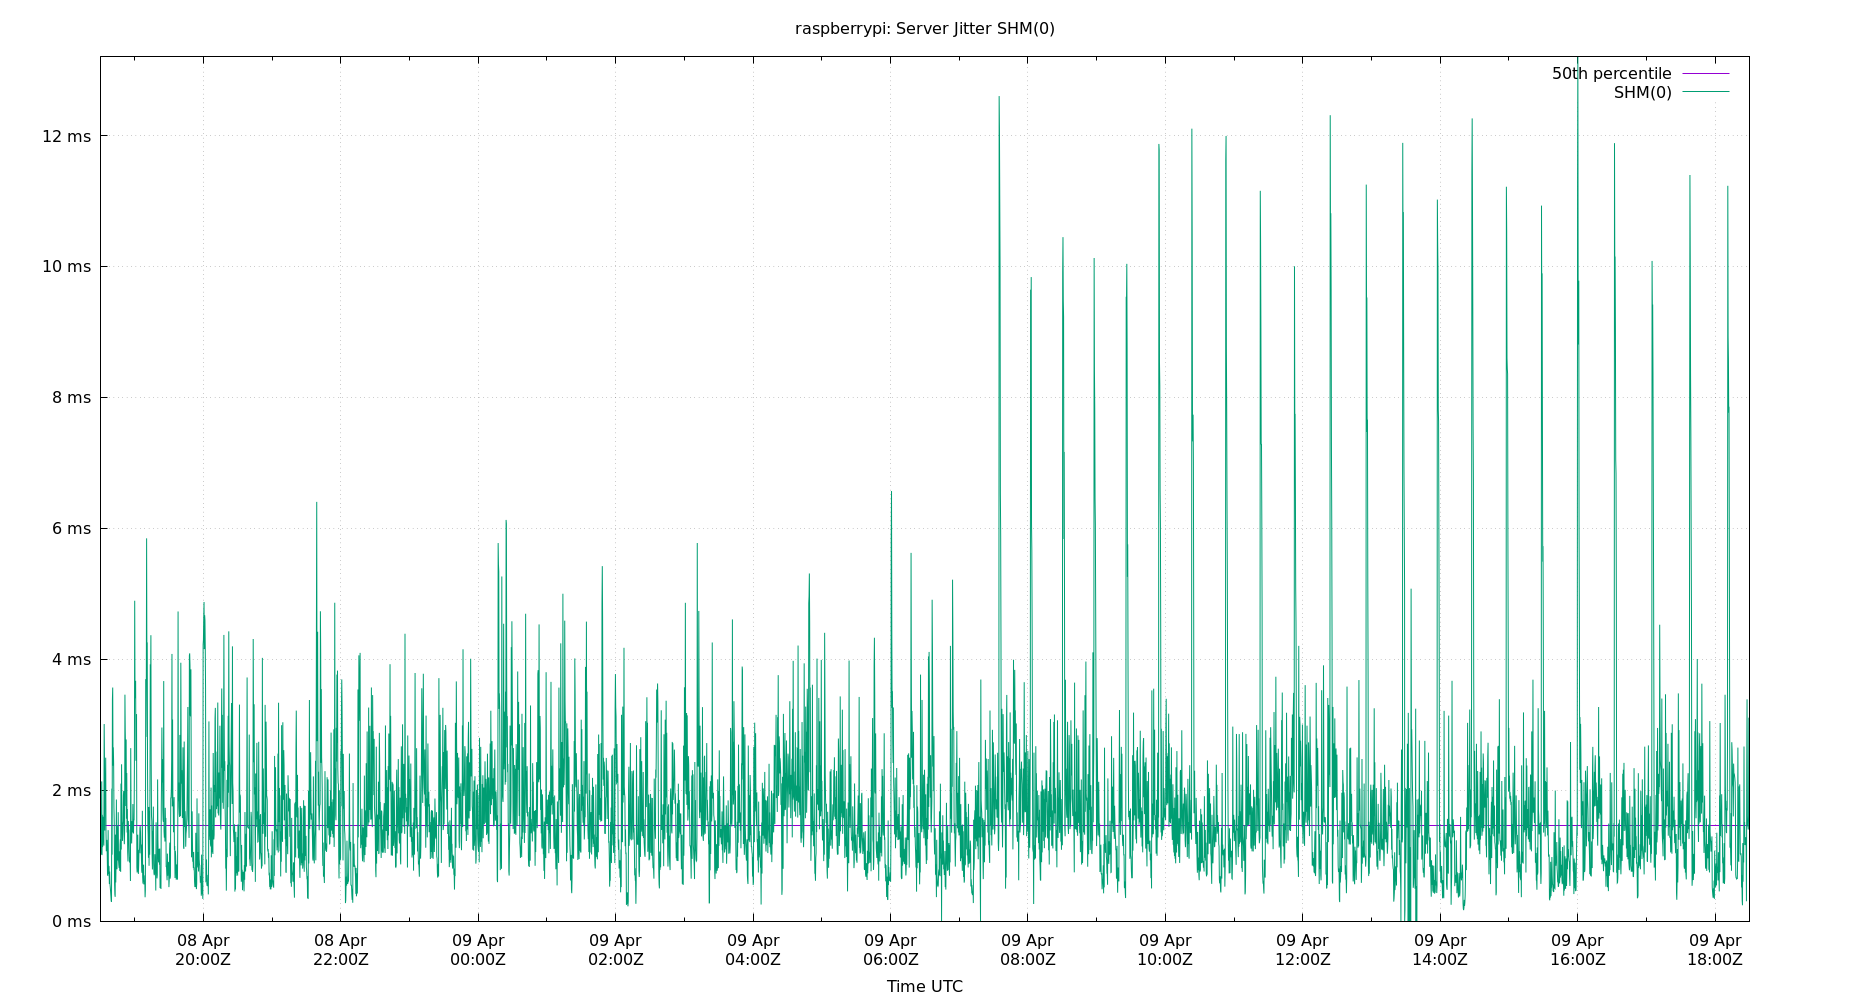 raspberrypi: Server Jitter SHM(0)
50th percentile
SHM(0)
12 ms
10 ms
8 ms
6 ms
4 ms
2 ms
0 ms
08 Apr 08 Apr 09 Apr 09 Apr 09 Apr 09 Apr 09 Apr 09 Apr 09 Apr 09 Apr 09 Apr 09 Apr
20:00Z 22:00Z 00:00Z 02:00Z 04:00Z 06:00Z 08:00Z 10:00Z 12:00Z 14:00Z 16:00Z 18:00Z
Time UTC